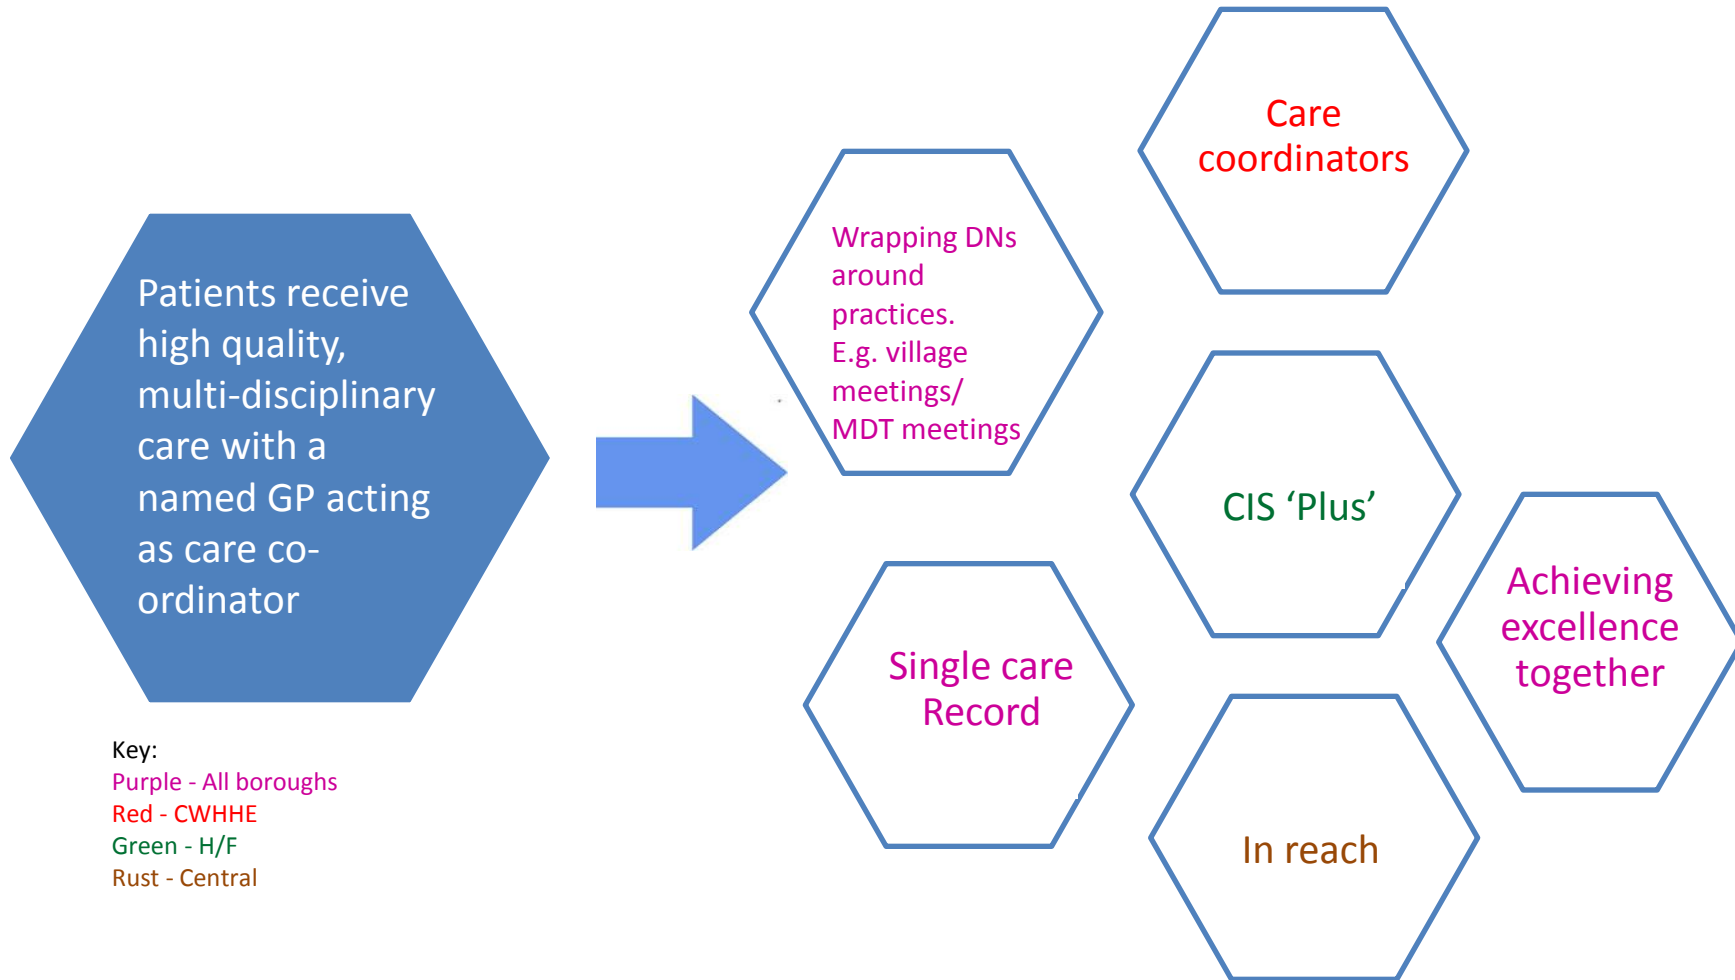 Patients receive
high quality,
multi-disciplinary
care with a
named GP acting
as care co-
ordinator
Key:
Purple - All boroughs
Red - CWHHE
Green - H/F
Rust - Central
Wrapping DNs
around
practices.
E.g. village
meetings/
MDT meetings
Care
coordinators
CIS ‘Plus’
Single care
Record
Achieving
excellence
together
In reach